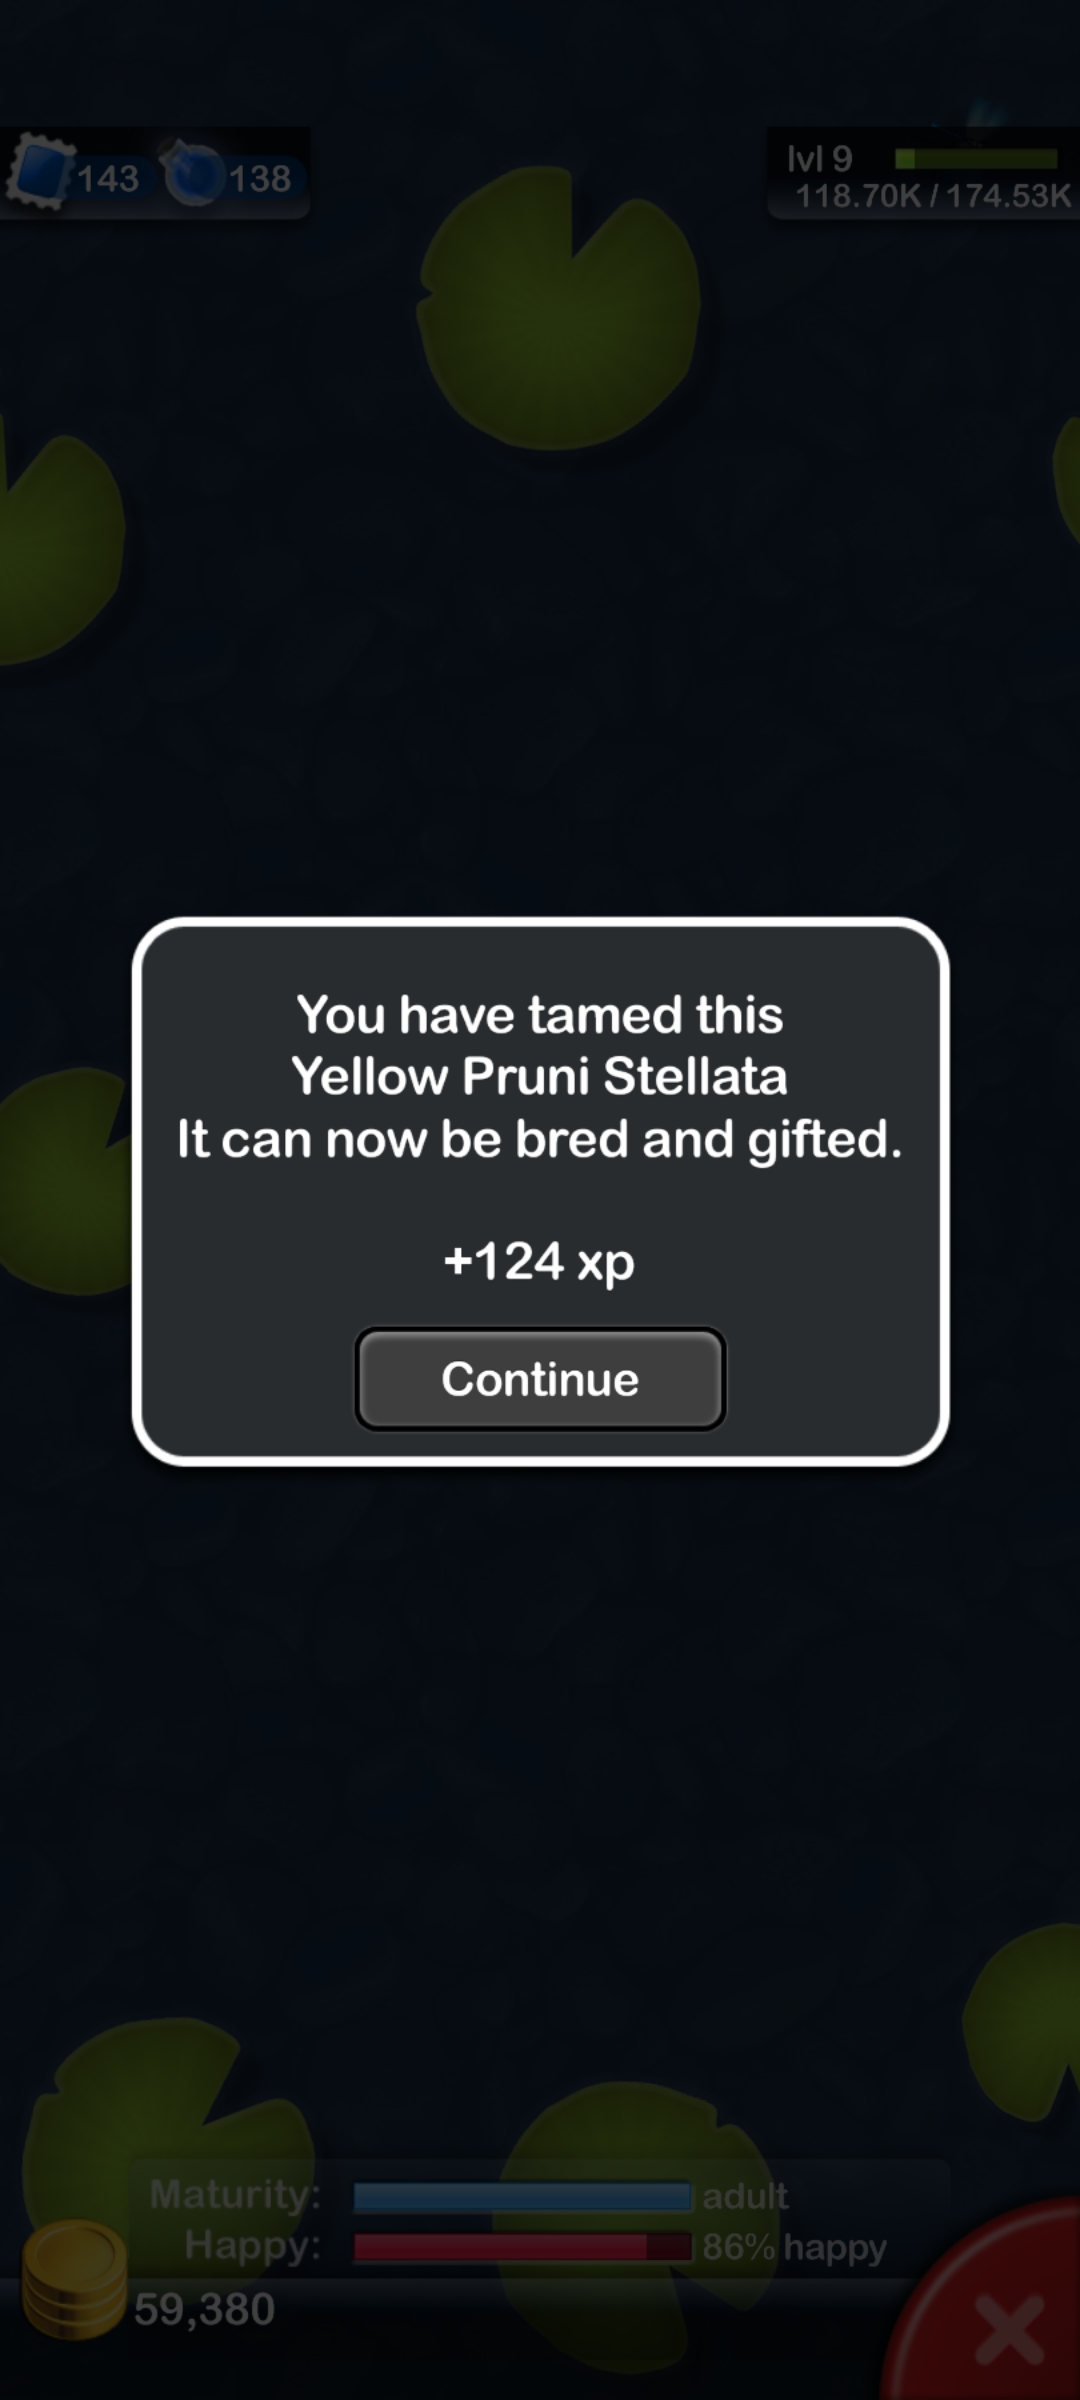 143 138
lvl 9
118.70K / 174.53K
You have tamed this
Yellow Pruni Stellata
It can now be bred and gifted.
+124 xp
Continue
Maturity: adult
Happy: 86% happy
59,380